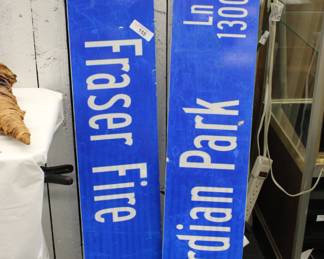 Fraser Fire
rdian Park
Ln
1300